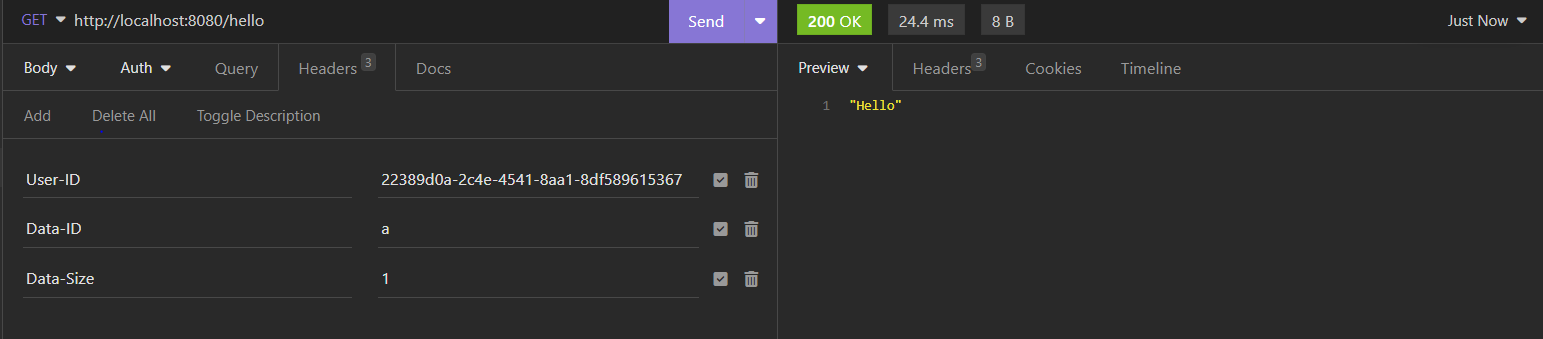 GET http://localhost:8080/hello Send 200 OK 24.4 ms 8 B Just Now
Body Auth Query Headers 3 Docs Preview Headers 3 Cookies Timeline
Add Delete All Toggle Description
1 "Hello"
User-ID 22389d0a-2c4e-4541-8aa1-8df589615367
Data-ID a
Data-Size 1